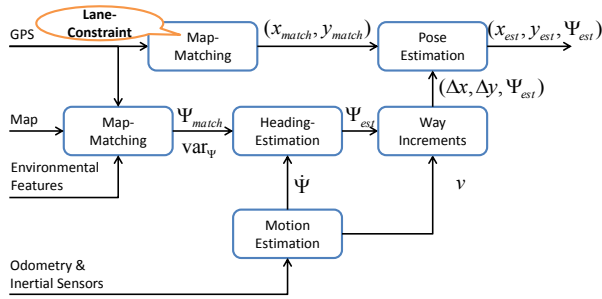 Lane-
Constraint
GPS
Map-
Matching
(x_match, y_match)
Pose
Estimation
(x_est, y_est, Ψ_est)
(Δx, Δy, Ψ_est)
Map
Map-
Matching
Ψ_match
var_Ψ
Heading-
Estimation
Ψ_est
Way
Increments
Environmental
Features
Ψ̇
v
Motion
Estimation
Odometry &
Inertial Sensors